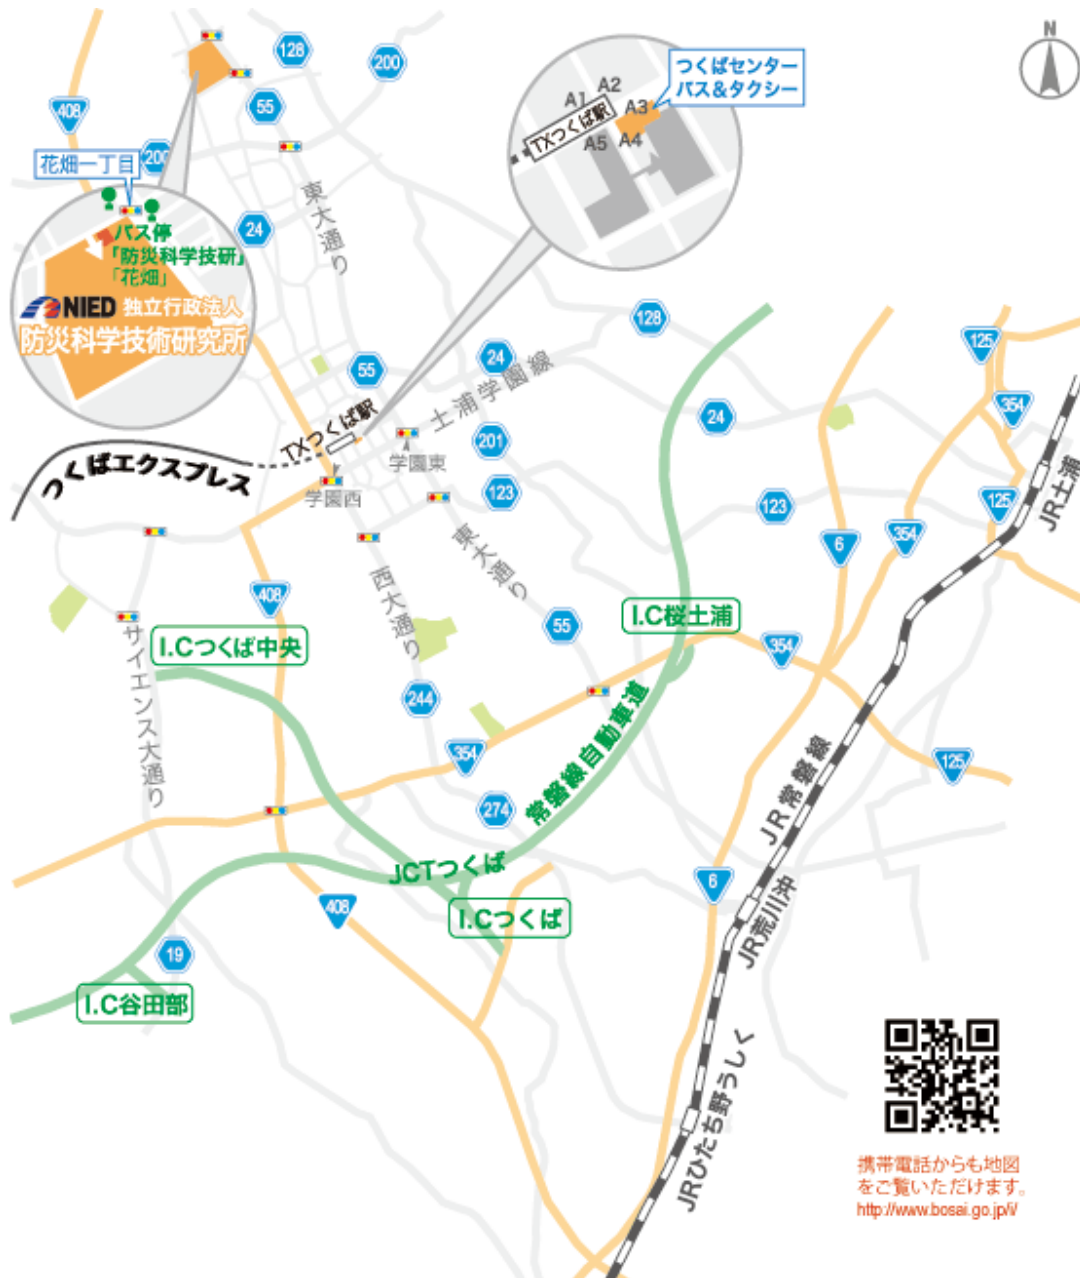 N
128
200
408
55
つくばセンター
バス＆タクシー
A1
A2
A3
A4
A5
TXつくば駅
200
花畑一丁目
東大通り
24
バス停
「防災科学技研」
「花畑」
NIED 独立行政法人
防災科学技術研究所
128
125
24
55
土浦学園線
354
24
TXつくば駅
201
学園東
つくばエクスプレス
学園西
123
123
125
JR土浦
東大通り
6
354
西大通り
408
サイエンス大通り
I.Cつくば中央
I.C桜土浦
55
354
244
常磐線自動車道
354
JR常磐線
125
274
JCTつくば
6
408
I.Cつくば
JR荒川沖
19
I.C谷田部
JRひたち野うしく
携帯電話からも地図
をご覧いただけます。
http://www.bosai.go.jp/i/